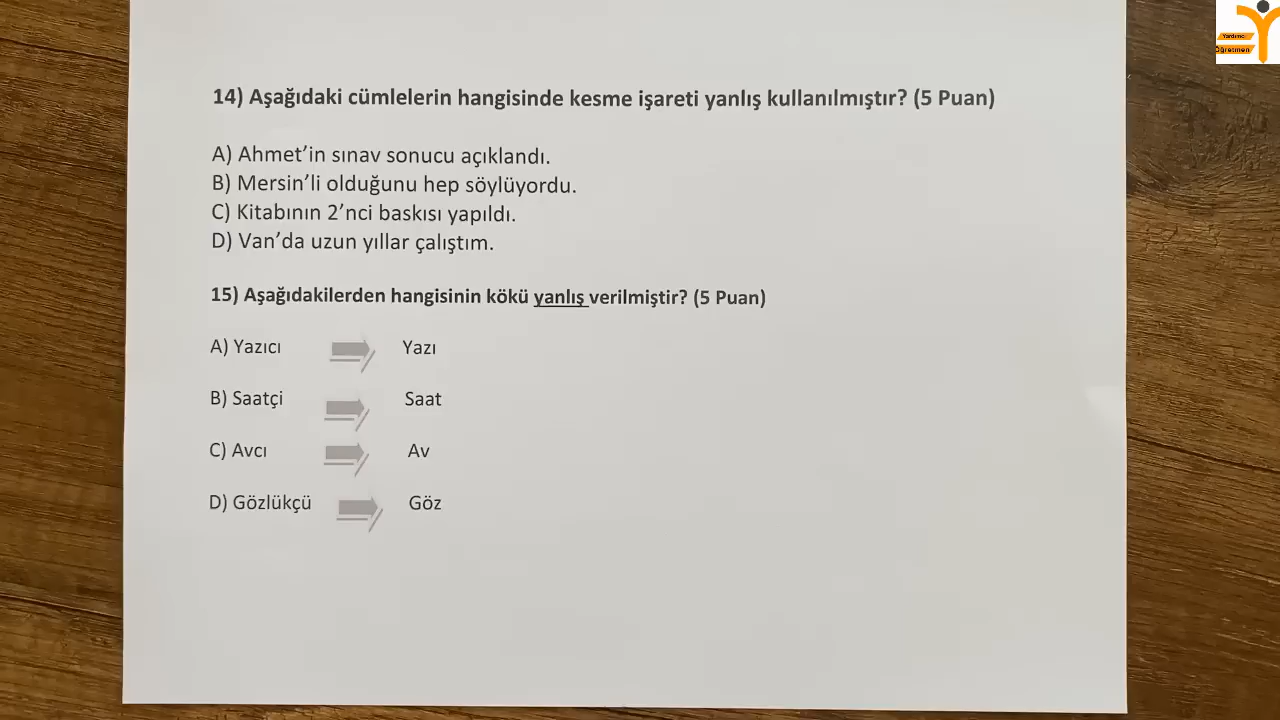 Yardımcı
Öğretmen
14) Aşağıdaki cümlelerin hangisinde kesme işareti yanlış kullanılmıştır? (5 Puan)
A) Ahmet’in sınav sonucu açıklandı.
B) Mersin’li olduğunu hep söylüyordu.
C) Kitabının 2’nci baskısı yapıldı.
D) Van’da uzun yıllar çalıştım.
15) Aşağıdakilerden hangisinin kökü yanlış verilmiştir? (5 Puan)
A) Yazıcı Yazı
B) Saatçi Saat
C) Avcı Av
D) Gözlükçü Göz